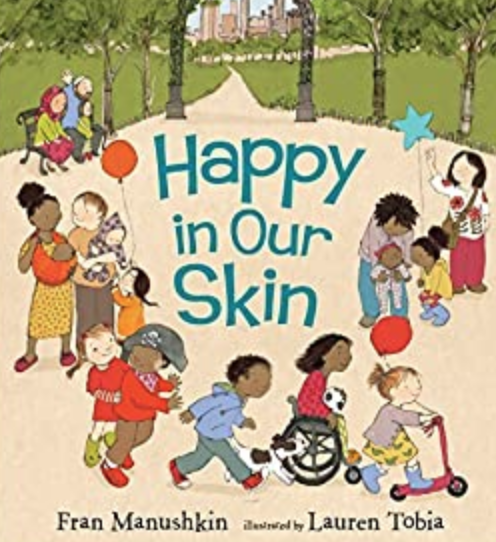 Happy
in Our
Skin
Fran Manushkin illustrated by Lauren Tobia